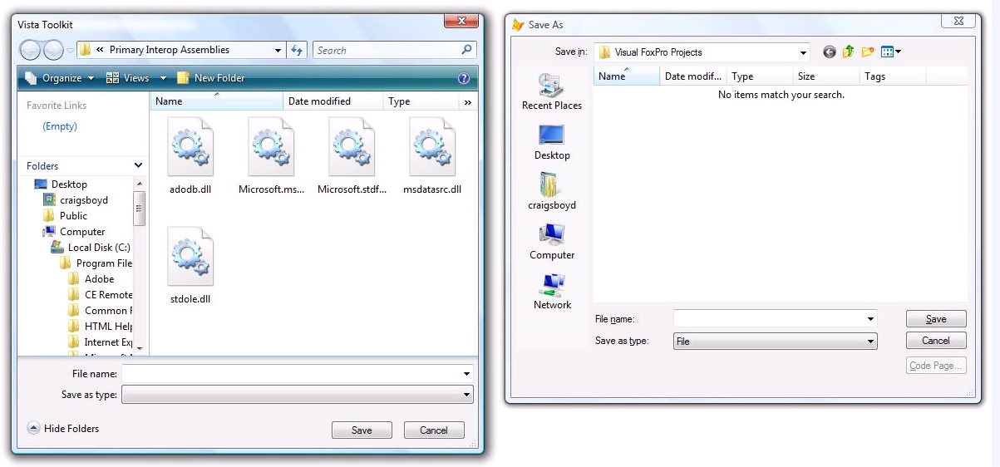 Vista Toolkit
« Primary Interop Assemblies
Search
Organize
Views
New Folder
Favorite Links
(Empty)
Folders
Desktop
craigsboyd
Public
Computer
Local Disk (C:)
Program File
Adobe
CE Remote
Common F
HTML Help
Internet Exp
Name
Date modified
Type
»
adodb.dll
Microsoft.ms...
Microsoft.stdf...
msdatasrc.dll
stdole.dll
File name:
Save as type:
Hide Folders
Save
Cancel
Save As
Save in:
Visual FoxPro Projects
Recent Places
Desktop
craigsboyd
Computer
Network
Name
Date modif...
Type
Size
Tags
No items match your search.
File name:
Save
Save as type:
File
Cancel
Code Page...